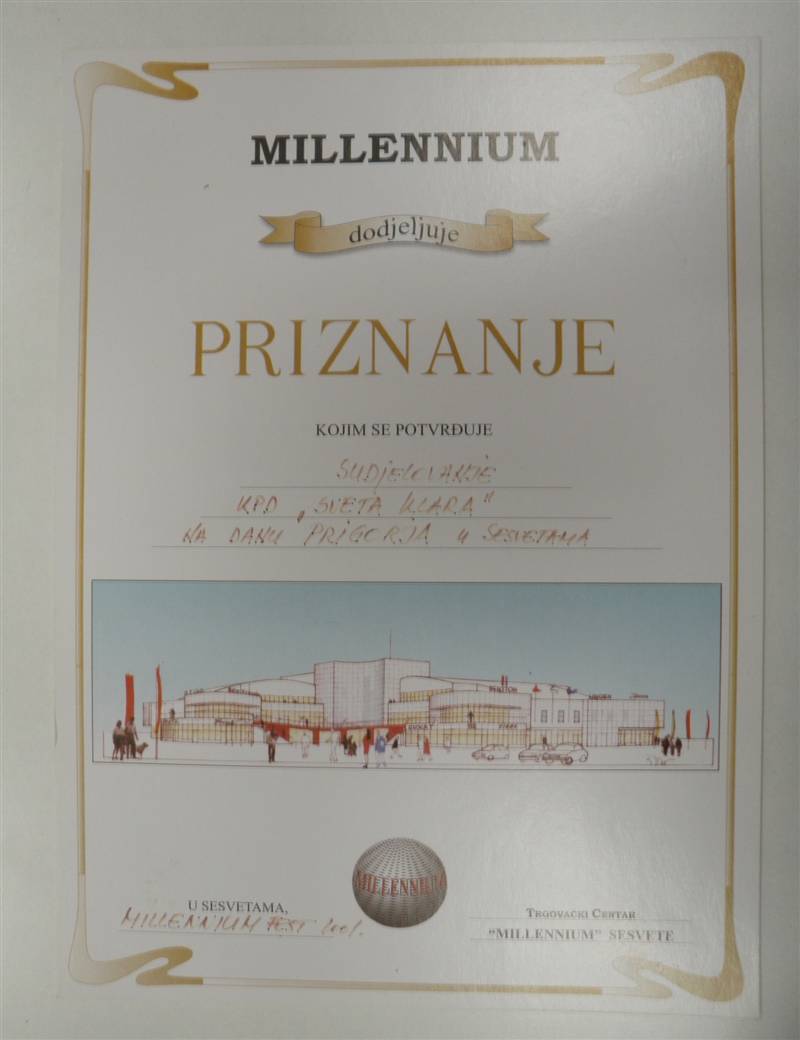 MILLENNIUM
dodjeljuje
PRIZNANJE
KOJIM SE POTVRĐUJE
SUDJELOVANJE
KPD „SVETA KLARA"
NA DANU PRIGORJA U SESVETAMA
MILLENNIUM
U SESVETAMA,
MILLENNIUM FEST 2001.
TRGOVAČKI CENTAR
"MILLENNIUM" SESVETE